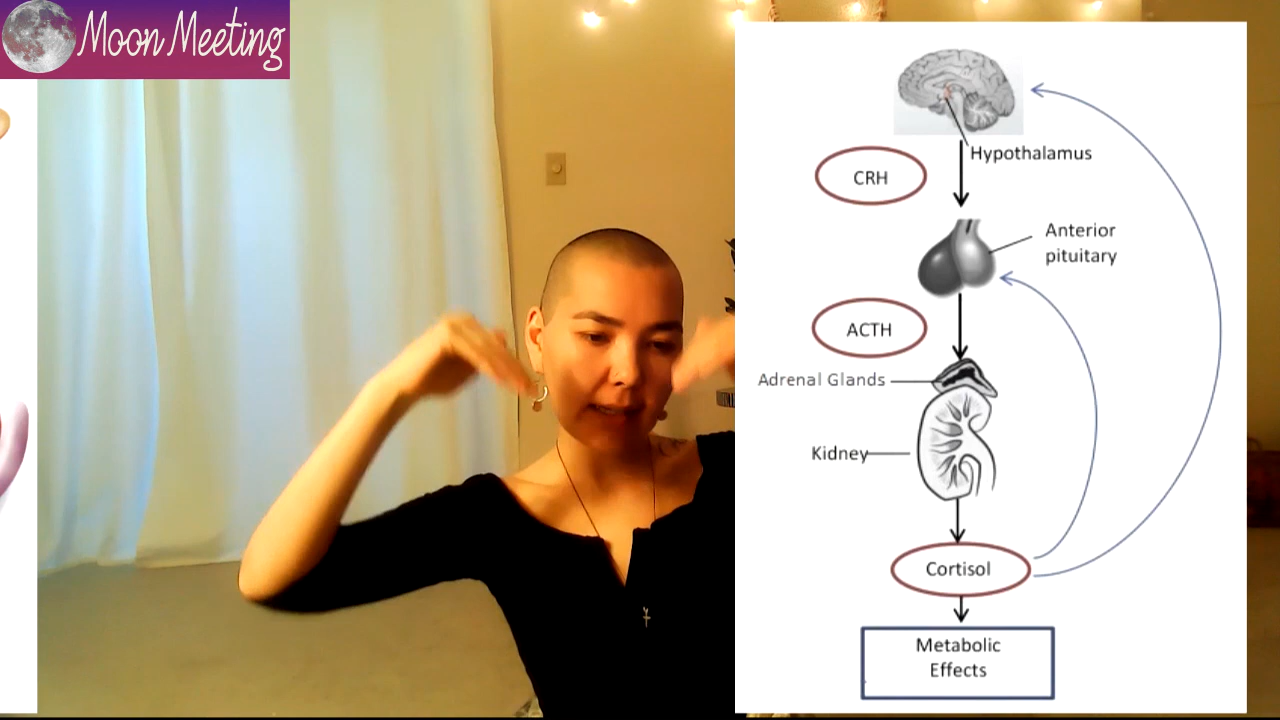 Moon Meeting
Hypothalamus
CRH
Anterior
pituitary
ACTH
Adrenal Glands
Kidney
Cortisol
Metabolic
Effects